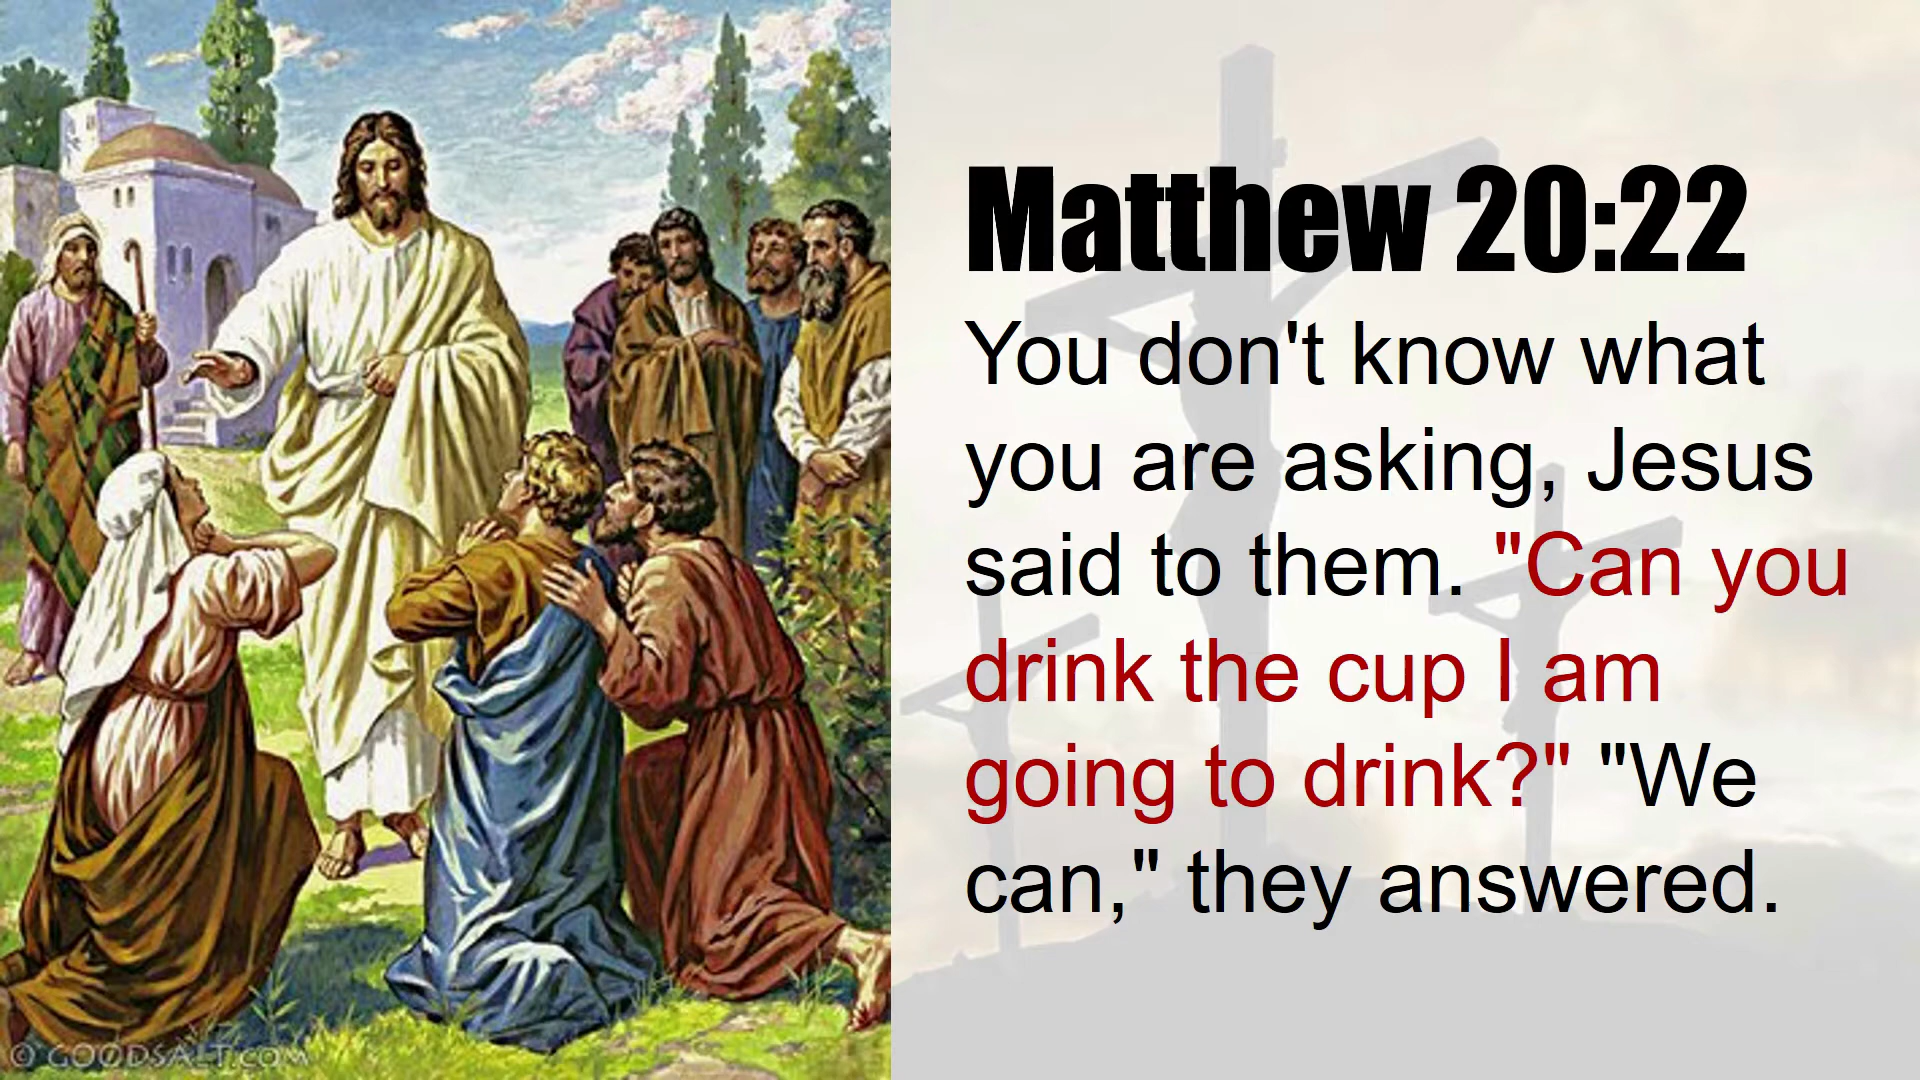 Matthew 20:22
You don't know what
you are asking, Jesus
said to them. "Can you
drink the cup I am
going to drink?" "We
can," they answered.
© GOODSALT.COM